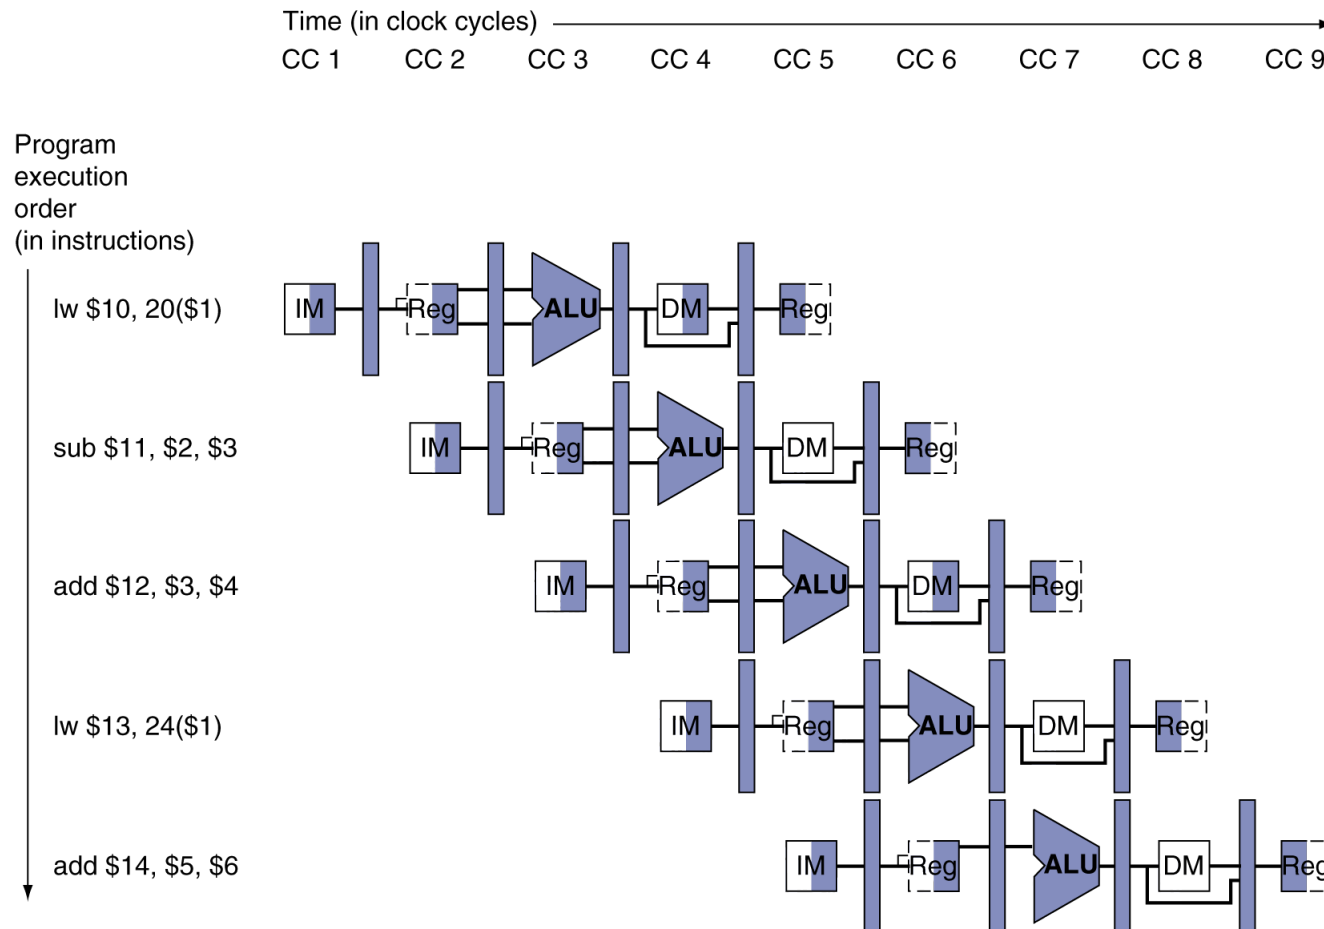 Time (in clock cycles)
CC 1 CC 2 CC 3 CC 4 CC 5 CC 6 CC 7 CC 8 CC 9
Program
execution
order
(in instructions)
lw $10, 20($1) IM Reg ALU DM Reg
sub $11, $2, $3 IM Reg ALU DM Reg
add $12, $3, $4 IM Reg ALU DM Reg
lw $13, 24($1) IM Reg ALU DM Reg
add $14, $5, $6 IM Reg ALU DM Reg